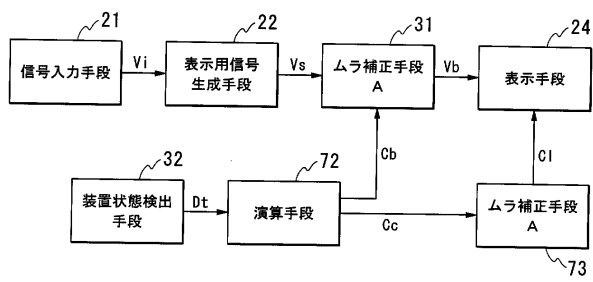 21
22
31
24
信号入力手段
Vi
表示用信号
生成手段
Vs
ムラ補正手段
A
Vb
表示手段
32
72
Cb
Cl
装置状態検出
手段
Dt
演算手段
Cc
ムラ補正手段
A
73